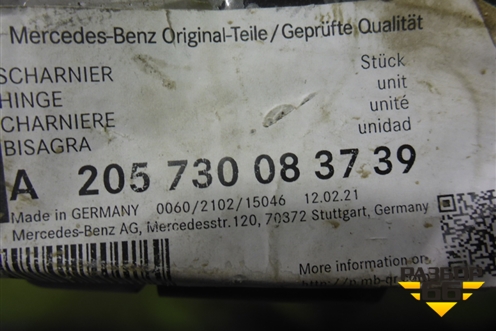 Mercedes-Benz Original-Teile/Geprüfte Qualität
SCHARNIER Stück
HINGE unit
CHARNIERE unité
BISAGRA unidad
A 205 730 08 37 39
Made in GERMANY 0060/2102/15046 12.02.21
Mercedes-Benz AG, Mercedesstr.120, 70372 Stuttgart, Germany
More information on